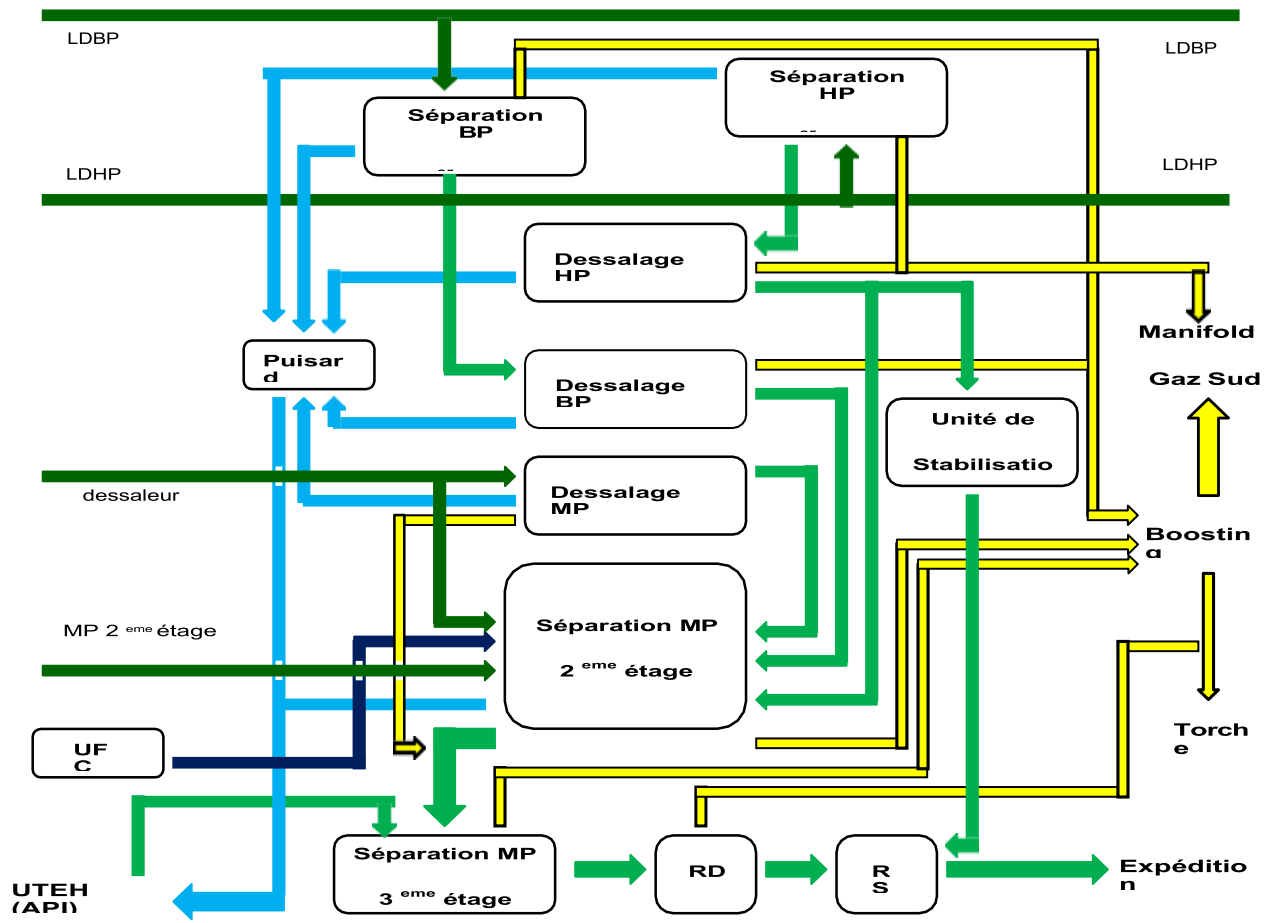 LDBP
LDBP
Séparation
HP
Séparation
BP
LDHP
LDHP
Dessalage
HP
Manifold
Puisar
d
Gaz Sud
Dessalage
BP
Unité de
Stabilisatio
Dessalage
MP
dessaleur
Boostin
g
Séparation MP
2 eme étage
MP 2 eme étage
UF
C
Torch
e
Séparation MP
3 eme étage
RD
R
S
Expéditio
n
UTEH
(API)